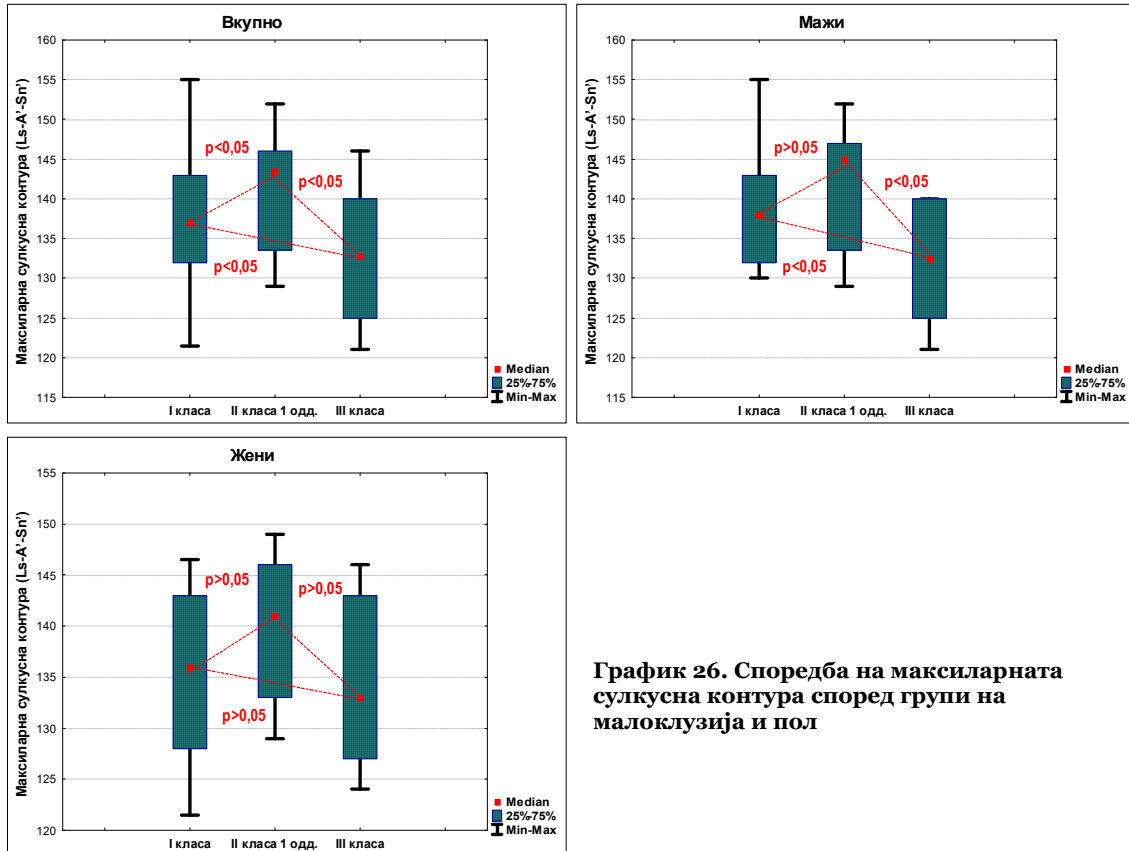 Вкупно
Максиларна сулкусна контура (Ls-A'-Sn')
160
155
150
145
140
135
130
125
120
115
p<0,05
p<0,05
p<0,05
I класа
II класа 1 одд.
III класа
Median
25%-75%
Min-Max
Мажи
Максиларна сулкусна контура (Ls-A'-Sn')
160
155
150
145
140
135
130
125
120
115
p>0,05
p<0,05
p<0,05
I класа
II класа 1 одд.
III класа
Median
25%-75%
Min-Max
Жени
Максиларна сулкусна контура (Ls-A'-Sn')
155
150
145
140
135
130
125
120
p>0,05
p>0,05
p>0,05
I класа
II класа 1 одд.
III класа
Median
25%-75%
Min-Max
График 26. Споредба на максиларната
сулкусна контура според групи на
малоклузија и пол